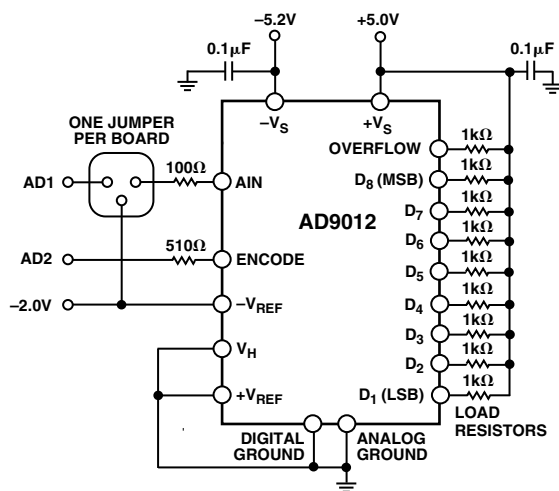 –5.2V
+5.0V
0.1μF
0.1μF
–VS
+VS
ONE JUMPER
PER BOARD
AD1
100Ω
AIN
AD2
510Ω
ENCODE
–2.0V
–VREF
VH
+VREF
AD9012
OVERFLOW
1kΩ
D8 (MSB)
1kΩ
D7
1kΩ
D6
1kΩ
D5
1kΩ
D4
1kΩ
D3
1kΩ
D2
1kΩ
D1 (LSB)
1kΩ
LOAD
RESISTORS
DIGITAL
GROUND
ANALOG
GROUND